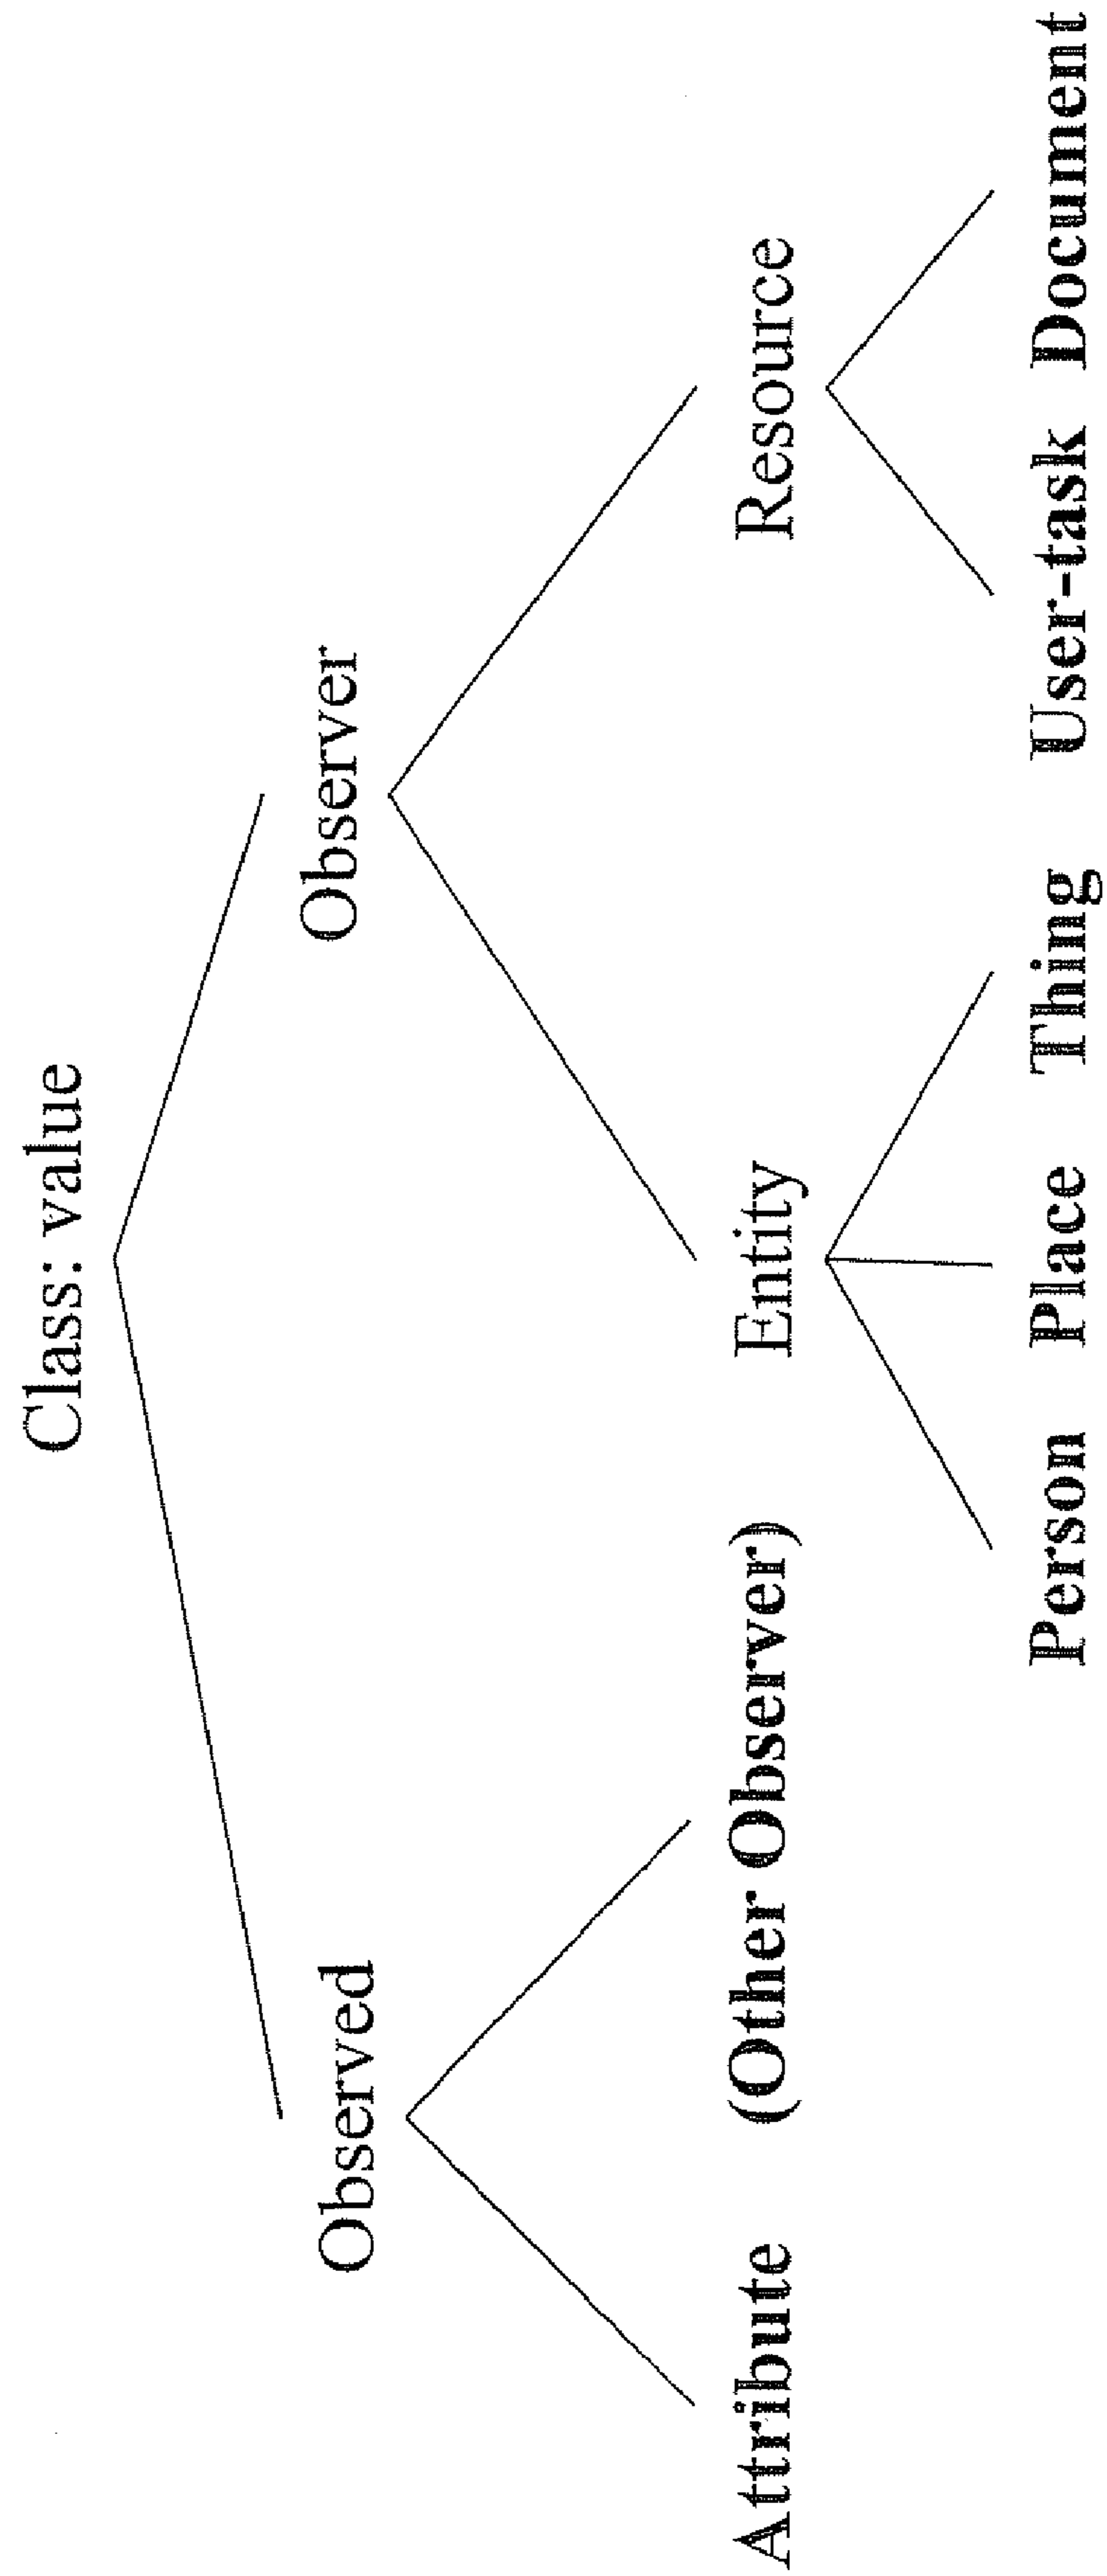 Class: value
Observed
Observer
Attribute
(Other Observer)
Entity
Resource
Person
Place
Thing
User-task
Document